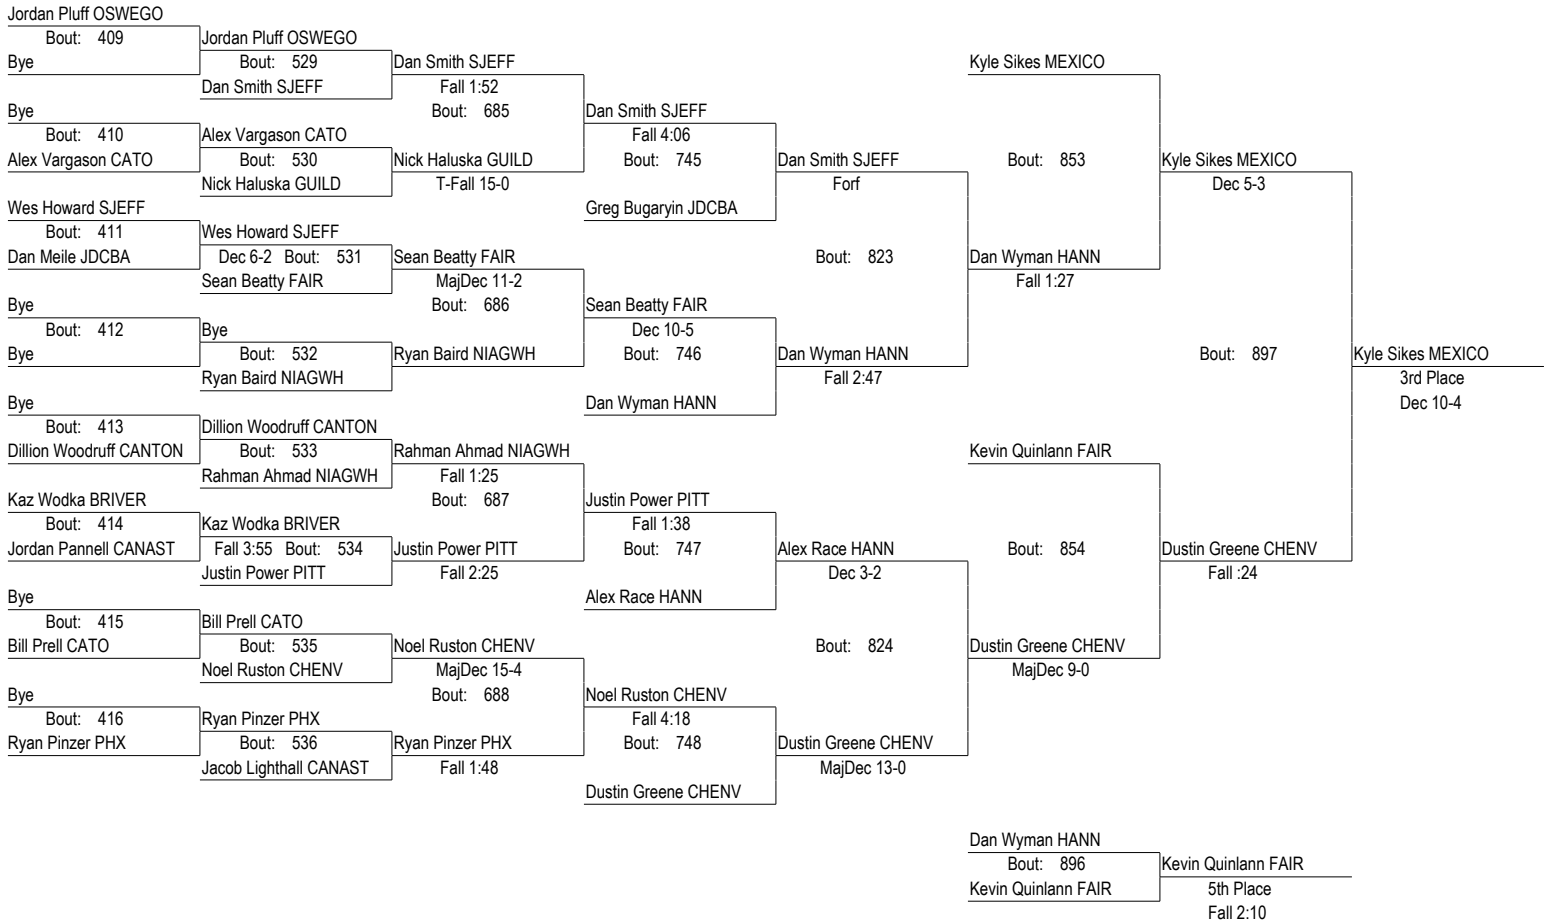 Jordan Pluff OSWEGO
Bout: 409 Jordan Pluff OSWEGO
Bye Bout: 529 Dan Smith SJEFF Kyle Sikes MEXICO
Dan Smith SJEFF Fall 1:52
Bye Bout: 685 Dan Smith SJEFF
Bout: 410 Alex Vargason CATO Fall 4:06
Alex Vargason CATO Bout: 530 Nick Haluska GUILD Bout: 745 Dan Smith SJEFF Bout: 853 Kyle Sikes MEXICO
Nick Haluska GUILD T-Fall 15-0 Forf Dec 5-3
Wes Howard SJEFF Greg Bugaryin JDCBA
Bout: 411 Wes Howard SJEFF
Dan Meile JDCBA Dec 6-2 Bout: 531 Sean Beatty FAIR Bout: 823 Dan Wyman HANN
Sean Beatty FAIR MajDec 11-2 Fall 1:27
Bye Bout: 686 Sean Beatty FAIR
Bout: 412 Bye Dec 10-5
Bye Bout: 532 Ryan Baird NIAGWH Bout: 746 Dan Wyman HANN Bout: 897 Kyle Sikes MEXICO
Ryan Baird NIAGWH Fall 2:47 3rd Place
Bye Dan Wyman HANN Dec 10-4
Bout: 413 Dillion Woodruff CANTON
Dillion Woodruff CANTON Bout: 533 Rahman Ahmad NIAGWH Kevin Quinlann FAIR
Rahman Ahmad NIAGWH Fall 1:25
Kaz Wodka BRIVER Bout: 687 Justin Power PITT
Bout: 414 Kaz Wodka BRIVER Fall 1:38
Jordan Pannell CANAST Fall 3:55 Bout: 534 Justin Power PITT Bout: 747 Alex Race HANN Bout: 854 Dustin Greene CHENV
Justin Power PITT Fall 2:25 Dec 3-2 Fall :24
Bye Alex Race HANN
Bout: 415 Bill Prell CATO
Bill Prell CATO Bout: 535 Noel Ruston CHENV Bout: 824 Dustin Greene CHENV
Noel Ruston CHENV MajDec 15-4 MajDec 9-0
Bye Bout: 688 Noel Ruston CHENV
Bout: 416 Ryan Pinzer PHX Fall 4:18
Ryan Pinzer PHX Bout: 536 Ryan Pinzer PHX Bout: 748 Dustin Greene CHENV
Jacob Lighthall CANAST Fall 1:48 MajDec 13-0
Dustin Greene CHENV
Dan Wyman HANN
Bout: 896 Kevin Quinlann FAIR
Kevin Quinlann FAIR 5th Place
Fall 2:10